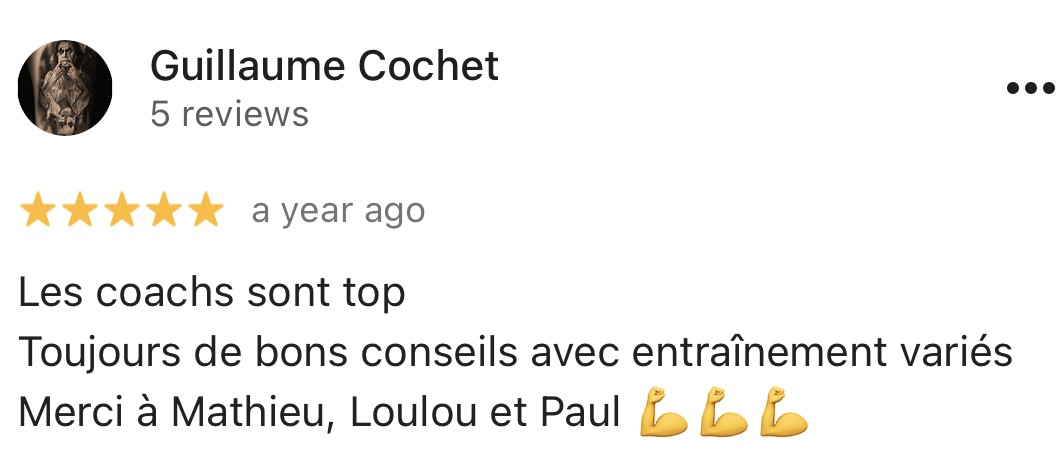 Guillaume Cochet
5 reviews
a year ago
Les coachs sont top
Toujours de bons conseils avec entraînement variés
Merci à Mathieu, Loulou et Paul 💪💪💪